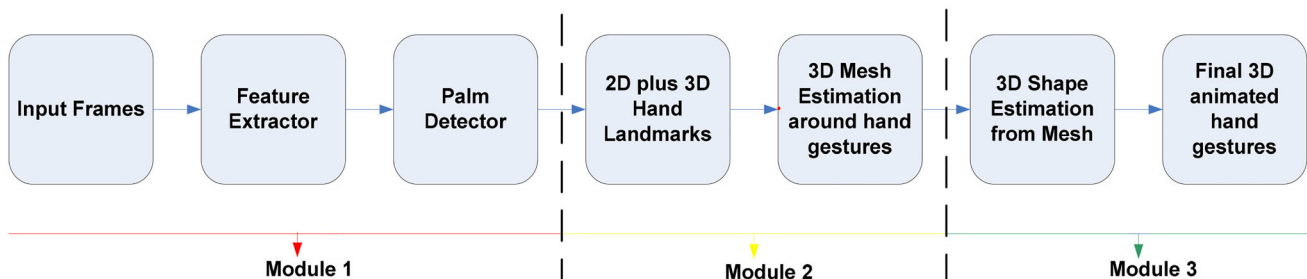 Input Frames
Feature
Extractor
Palm
Detector
2D plus 3D
Hand
Landmarks
3D Mesh
Estimation
around hand
gestures
3D Shape
Estimation
from Mesh
Final 3D
animated
hand
gestures
Module 1
Module 2
Module 3